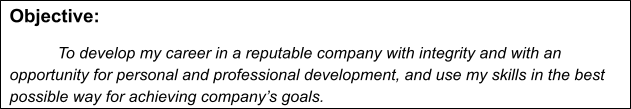 Objective:
To develop my career in a reputable company with integrity and with an
opportunity for personal and professional development, and use my skills in the best
possible way for achieving company's goals.